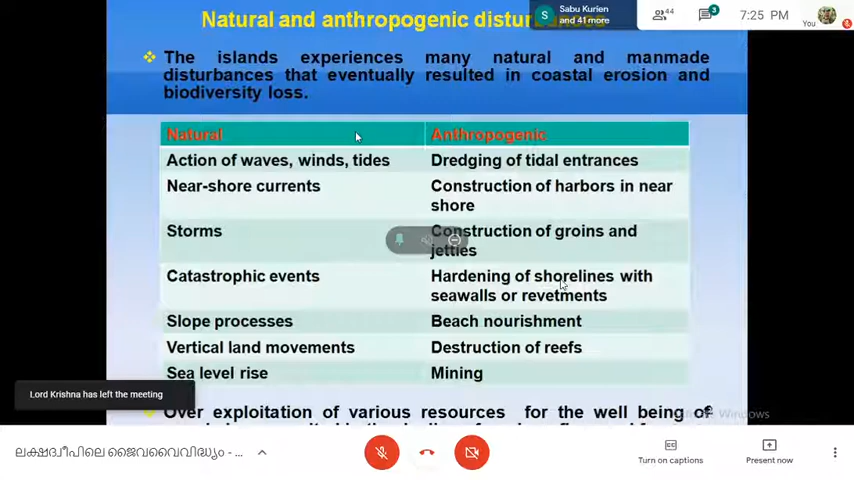 Natural and anthropogenic
Sabu Kurien
and 41 more
S
44
3
7:25 PM
You
❖ The islands experiences many natural and manmade
disturbances that eventually resulted in coastal erosion and
biodiversity loss.
Natural Anthropogenic
Action of waves, winds, tides Dredging of tidal entrances
Near-shore currents Construction of harbors in near
shore
Storms Construction of groins and
jetties
Catastrophic events Hardening of shorelines with
seawalls or revetments
Slope processes Beach nourishment
Vertical land movements Destruction of reefs
Sea level rise Mining
Lord Krishna has left the meeting
Over exploitation of various resources for the well being of
Windows
ലക്ഷദ്വീപിലെ ജൈവവൈവിദ്ധ്യം - ...
Turn on captions
Present now